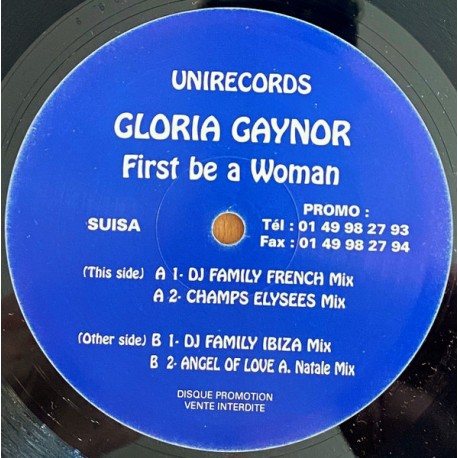 UNIRECORDS
GLORIA GAYNOR
First be a Woman
SUISA
PROMO :
Tél : 01 49 98 27 93
Fax : 01 49 98 27 94
(This side) A 1- DJ FAMILY FRENCH Mix
A 2- CHAMPS ELYSEES Mix
(Other side) B 1- DJ FAMILY IBIZA Mix
B 2- ANGEL OF LOVE A. Natale Mix
DISQUE PROMOTION
VENTE INTERDITE